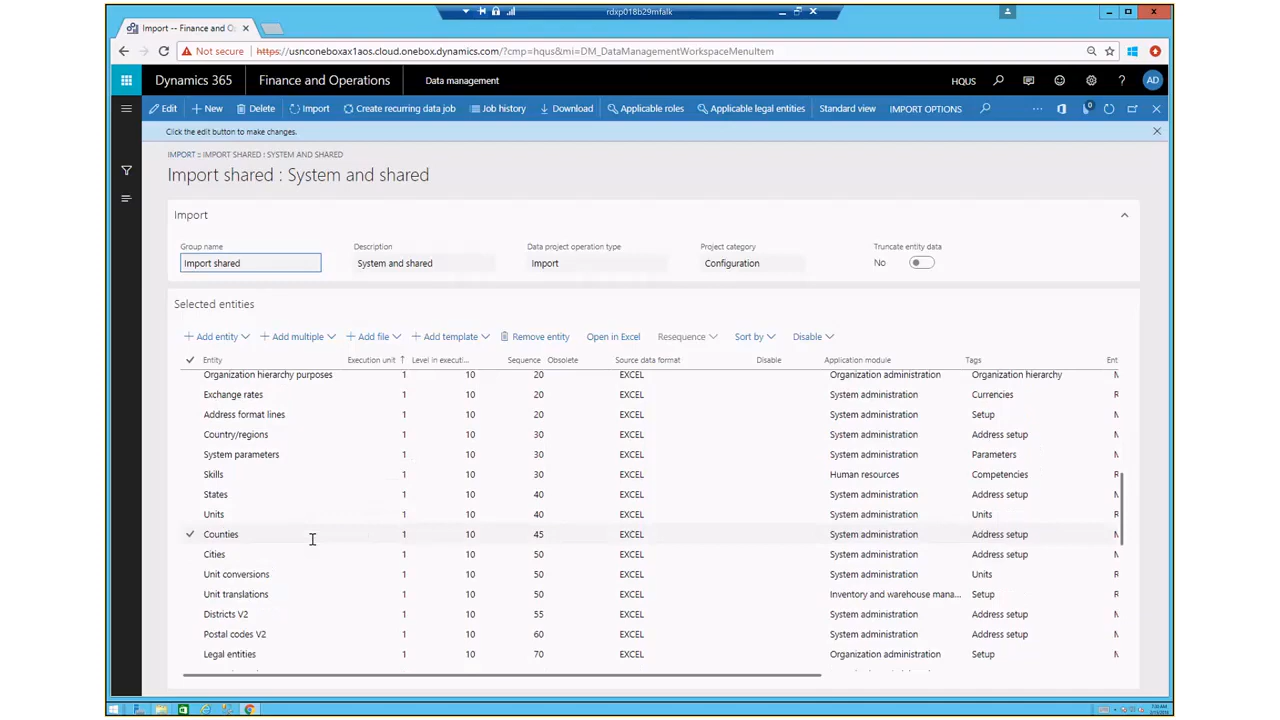 rdxp018b29mfalk
Import -- Finance and O
Not secure https://usnconeboxax1aos.cloud.onebox.dynamics.com/?cmp=hqus&mi=DM_DataManagementWorkspaceMenuItem
Dynamics 365 Finance and Operations Data management HQUS ? AD
Edit + New Delete Import Create recurring data job Job history Download Applicable roles Applicable legal entities Standard view IMPORT OPTIONS ... 0
Click the edit button to make changes.
IMPORT :: IMPORT SHARED : SYSTEM AND SHARED
Import shared : System and shared
Import
Group name Description Data project operation type Project category Truncate entity data
Import shared System and shared Import Configuration No
Selected entities
+ Add entity + Add multiple + Add file + Add template Remove entity Open in Excel Resequence Sort by Disable
Entity Execution unit ↑ Level in executi... Sequence Obsolete Source data format Disable Application module Tags Ent
Organization hierarchy purposes 1 10 20 EXCEL Organization administration Organization hierarchy
Exchange rates 1 10 20 EXCEL System administration Currencies
Address format lines 1 10 20 EXCEL System administration Setup
Country/regions 1 10 30 EXCEL System administration Address setup
System parameters 1 10 30 EXCEL System administration Parameters
Skills 1 10 30 EXCEL Human resources Competencies
States 1 10 40 EXCEL System administration Address setup
Units 1 10 40 EXCEL System administration Units
Counties 1 10 45 EXCEL System administration Address setup
Cities 1 10 50 EXCEL System administration Address setup
Unit conversions 1 10 50 EXCEL System administration Units
Unit translations 1 10 50 EXCEL Inventory and warehouse mana... Setup
Districts V2 1 10 55 EXCEL System administration Address setup
Postal codes V2 1 10 60 EXCEL System administration Address setup
Legal entities 1 10 70 EXCEL Organization administration Setup